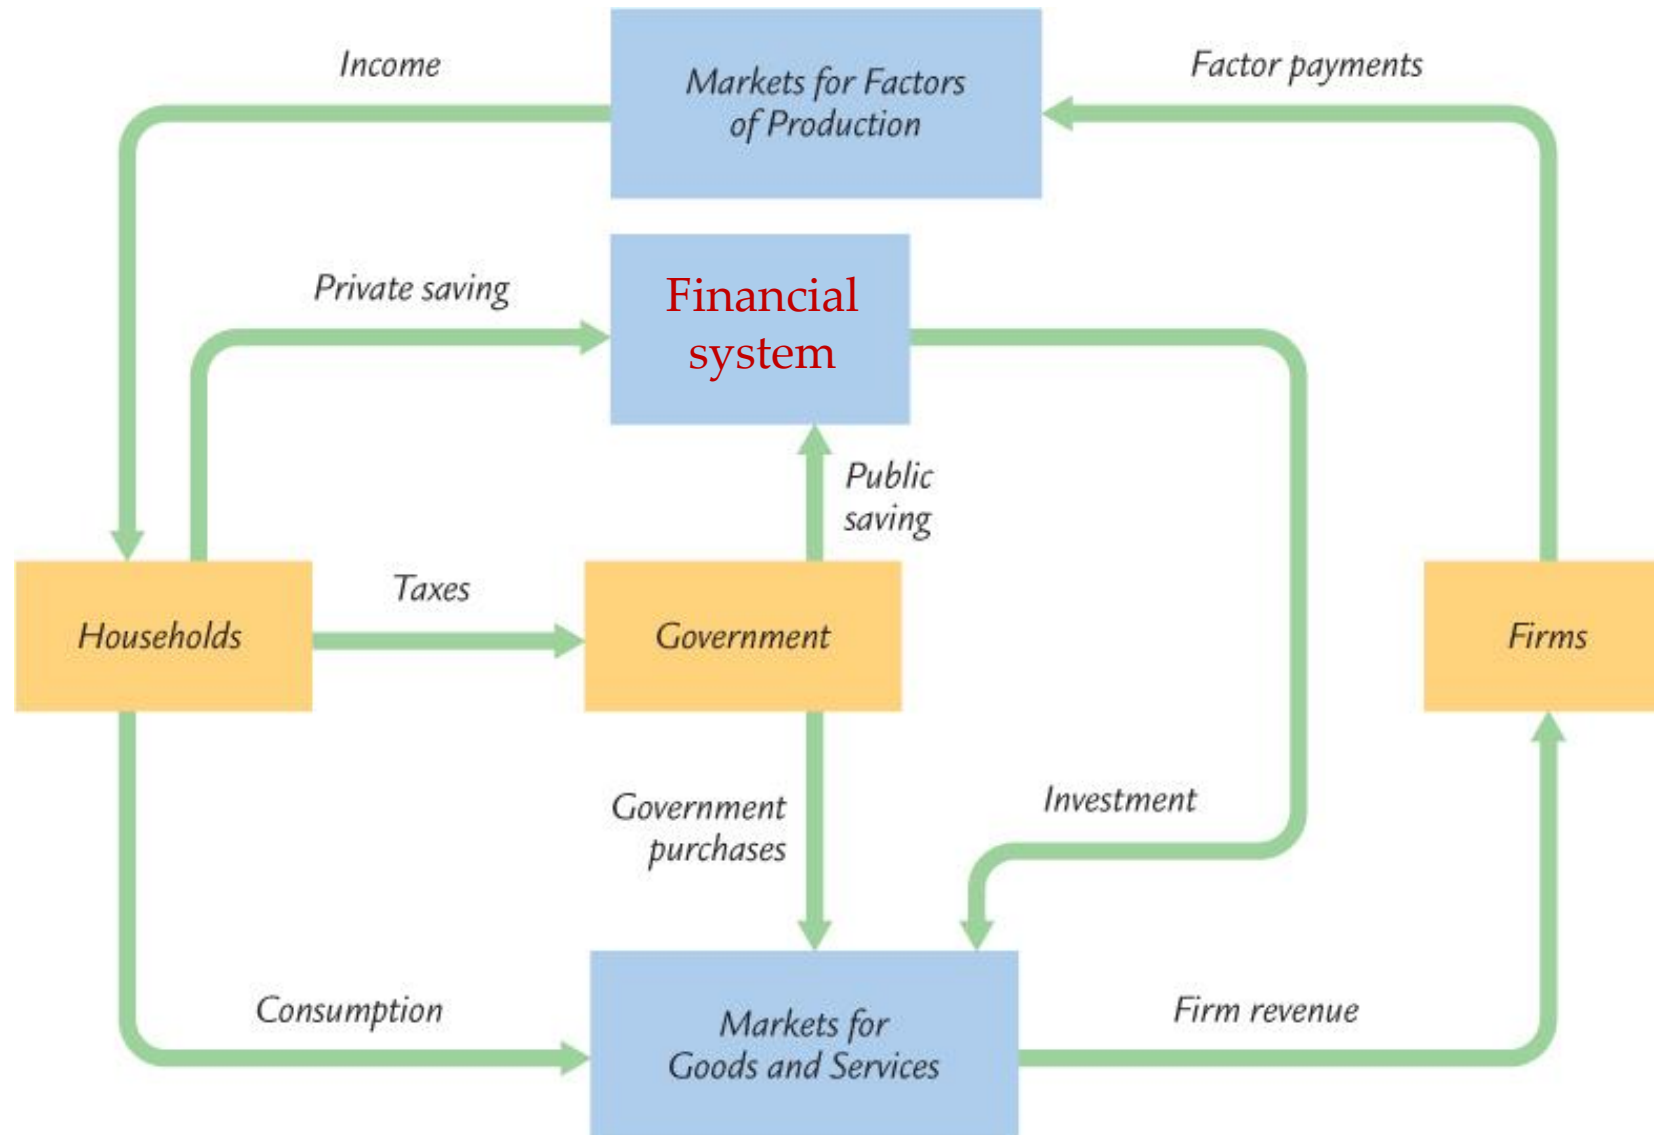 Income
Markets for Factors
of Production
Factor payments
Private saving
Financial
system
Public
saving
Taxes
Households
Government
Firms
Government
purchases
Investment
Consumption
Markets for
Goods and Services
Firm revenue